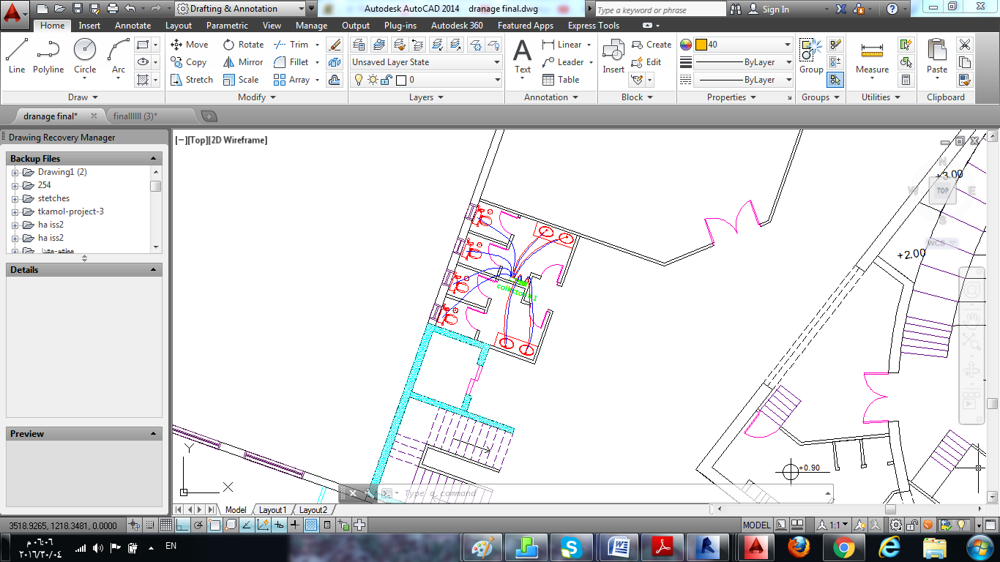 Drafting & Annotation
Autodesk AutoCAD 2014 dranage final.dwg
Type a keyword or phrase
Sign In
Home Insert Annotate Layout Parametric View Manage Output Plug-ins Autodesk 360 Featured Apps Express Tools
Line Polyline Circle Arc
Move Rotate Trim
Copy Mirror Fillet
Stretch Scale Array
Unsaved Layer State
0
Text
Linear
Leader
Table
Insert
Create
Edit
40
ByLayer
ByLayer
Group
Measure
Paste
Draw Modify Layers Annotation Block Properties Groups Utilities Clipboard
dranage final* finallllll (3)*
Drawing Recovery Manager
Backup Files
Drawing1 (2)
254
stetches
tkamol-project-3
ha iss2
ha iss2
Details
Preview
[−][Top][2D Wireframe]
N
W TOP E
S
WCS
+3.00
+2.00
+0.90
Y
X
Type a command
Model Layout1 Layout2
3518.9265, 1218.3481, 0.0000
MODEL
1:1
EN
٠٦:٠٦ م